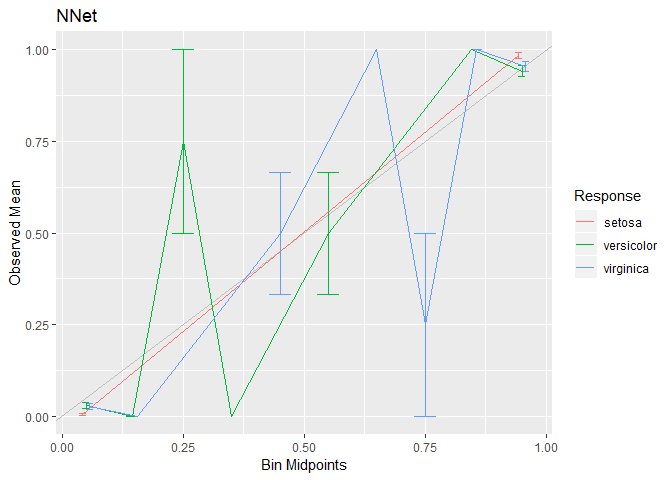 NNet
1.00
0.75
0.50
0.25
0.00
Observed Mean
0.00 0.25 0.50 0.75 1.00
Bin Midpoints
Response
setosa
versicolor
virginica